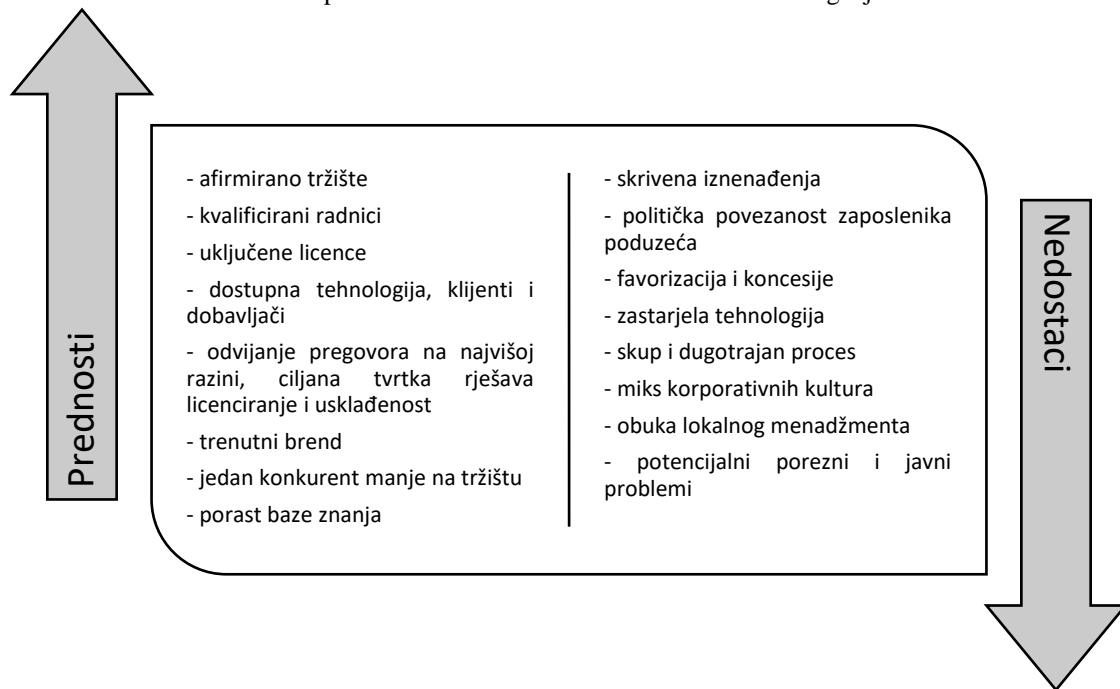 Prednosti
- afirmirano tržište
- kvalificirani radnici
- uključene licence
- dostupna tehnologija, klijenti i
dobavljači
- odvijanje pregovora na najvišoj
razini, ciljana tvrtka rješava
licenciranje i usklađenost
- trenutni brend
- jedan konkurent manje na tržištu
- porast baze znanja
- skrivena iznenađenja
- politička povezanost zaposlenika
poduzeća
- favorizacija i koncesije
- zastarjela tehnologija
- skup i dugotrajan proces
- miks korporativnih kultura
- obuka lokalnog menadžmenta
- potencijalni porezni i javni
problemi
Nedostaci